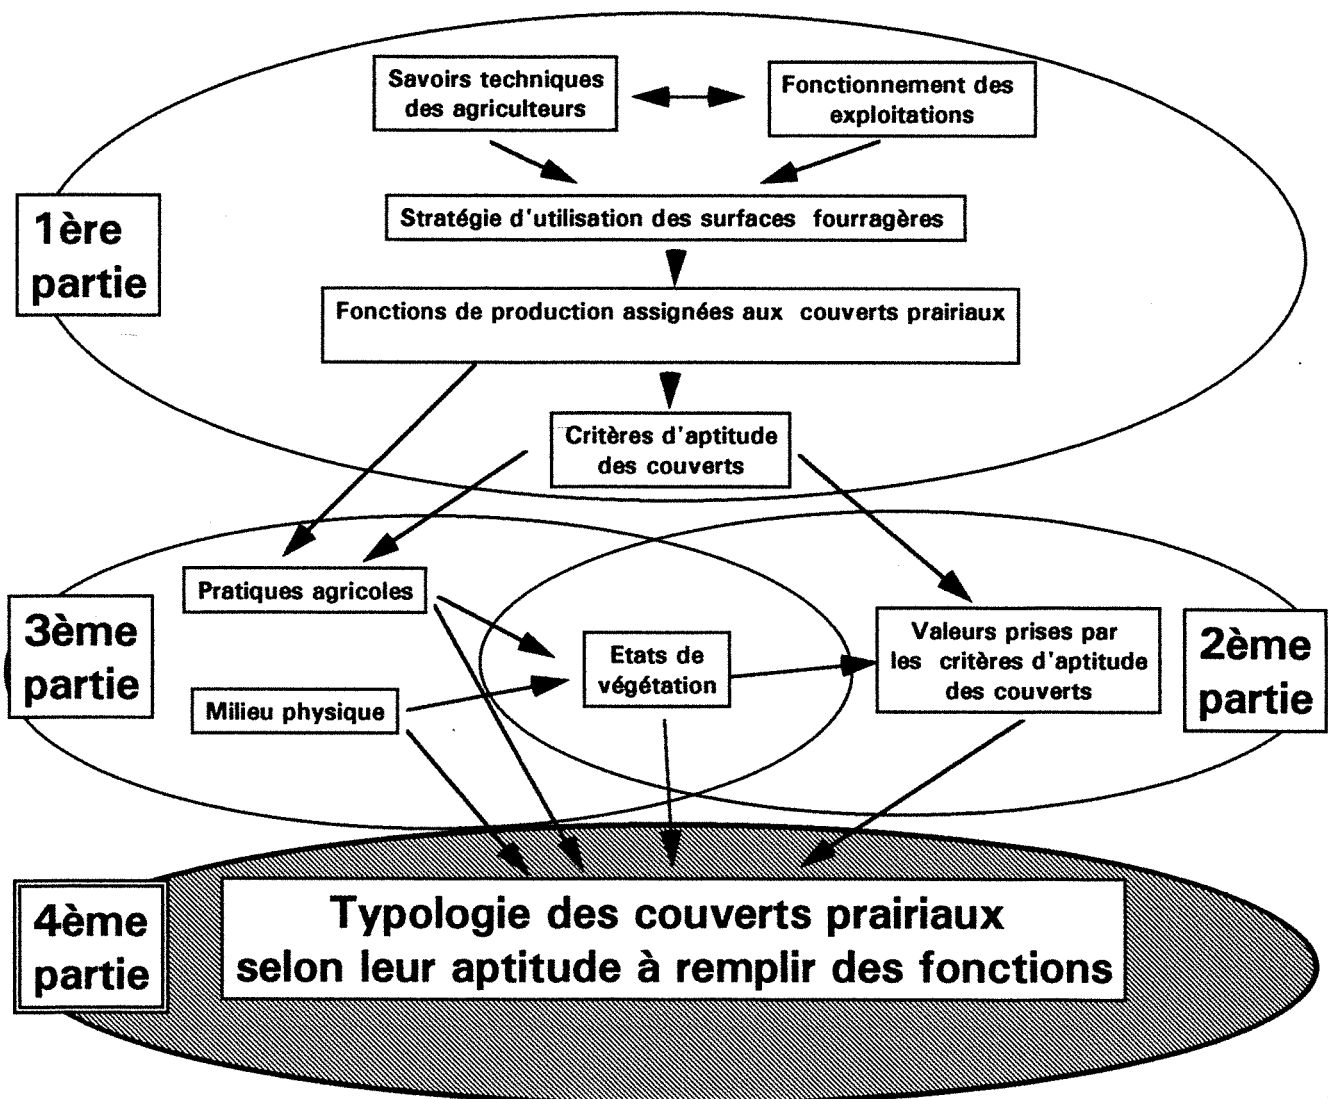 Savoirs techniques
des agriculteurs
Fonctionnement des
exploitations
1ère
partie
Stratégie d'utilisation des surfaces fourragères
Fonctions de production assignées aux couverts prairiaux
Critères d'aptitude
des couverts
Pratiques agricoles
3ème
partie
Etats de
végétation
Valeurs prises par
les critères d'aptitude
des couverts
2ème
partie
Milieu physique
4ème
partie
Typologie des couverts prairiaux
selon leur aptitude à remplir des fonctions